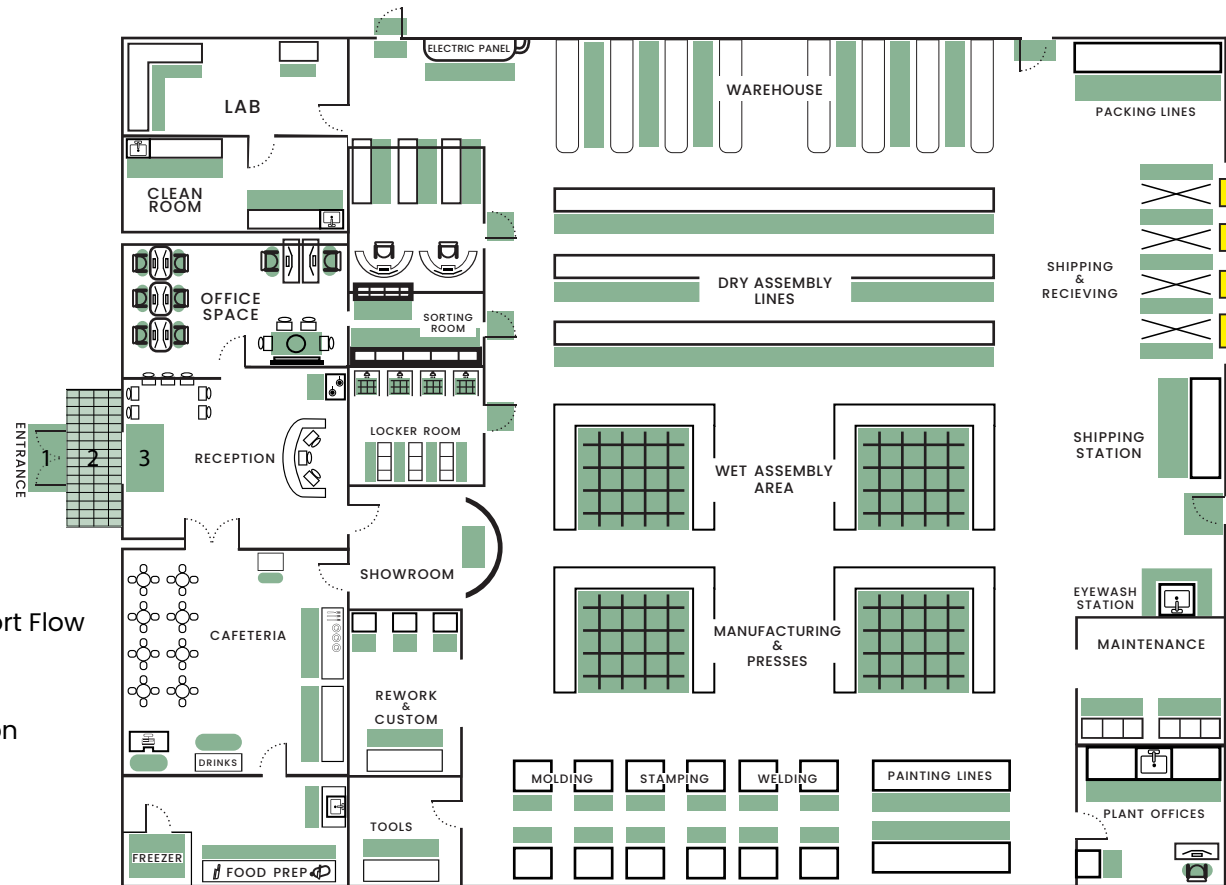 ELECTRIC PANEL
WAREHOUSE
PACKING LINES
LAB
CLEAN
ROOM
OFFICE
SPACE
SORTING
ROOM
DRY ASSEMBLY
LINES
SHIPPING
&
RECIEVING
ENTRANCE
1
2
3
RECEPTION
LOCKER ROOM
WET ASSEMBLY
AREA
SHIPPING
STATION
SHOWROOM
EYEWASH
STATION
rt Flow
CAFETERIA
MANUFACTURING
&
PRESSES
MAINTENANCE
on
REWORK
&
CUSTOM
DRINKS
MOLDING
STAMPING
WELDING
PAINTING LINES
PLANT OFFICES
TOOLS
FREEZER
FOOD PREP